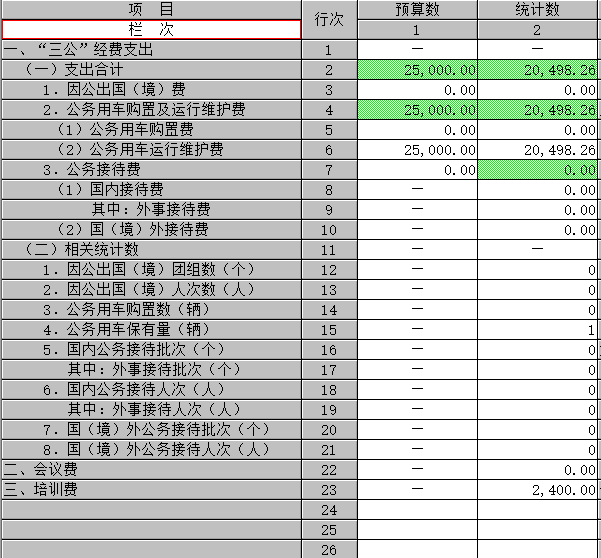 项 目 行次 预算数 统计数
栏 次 1 2
一、“三公”经费支出 1 — —
（一）支出合计 2 25,000.00 20,498.26
1．因公出国（境）费 3 0.00 0.00
2．公务用车购置及运行维护费 4 25,000.00 20,498.26
（1）公务用车购置费 5 0.00 0.00
（2）公务用车运行维护费 6 25,000.00 20,498.26
3．公务接待费 7 0.00 0.00
（1）国内接待费 8 — 0.00
其中：外事接待费 9 — 0.00
（2）国（境）外接待费 10 — 0.00
（二）相关统计数 11 — —
1．因公出国（境）团组数（个） 12 — 0
2．因公出国（境）人次数（人） 13 — 0
3．公务用车购置数（辆） 14 — 0
4．公务用车保有量（辆） 15 — 1
5．国内公务接待批次（个） 16 — 0
其中：外事接待批次（个） 17 — 0
6．国内公务接待人次（人） 18 — 0
其中：外事接待人次（人） 19 — 0
7．国（境）外公务接待批次（个） 20 — 0
8．国（境）外公务接待人次（人） 21 — 0
二、会议费 22 — 0.00
三、培训费 23 — 2,400.00
24
25
26